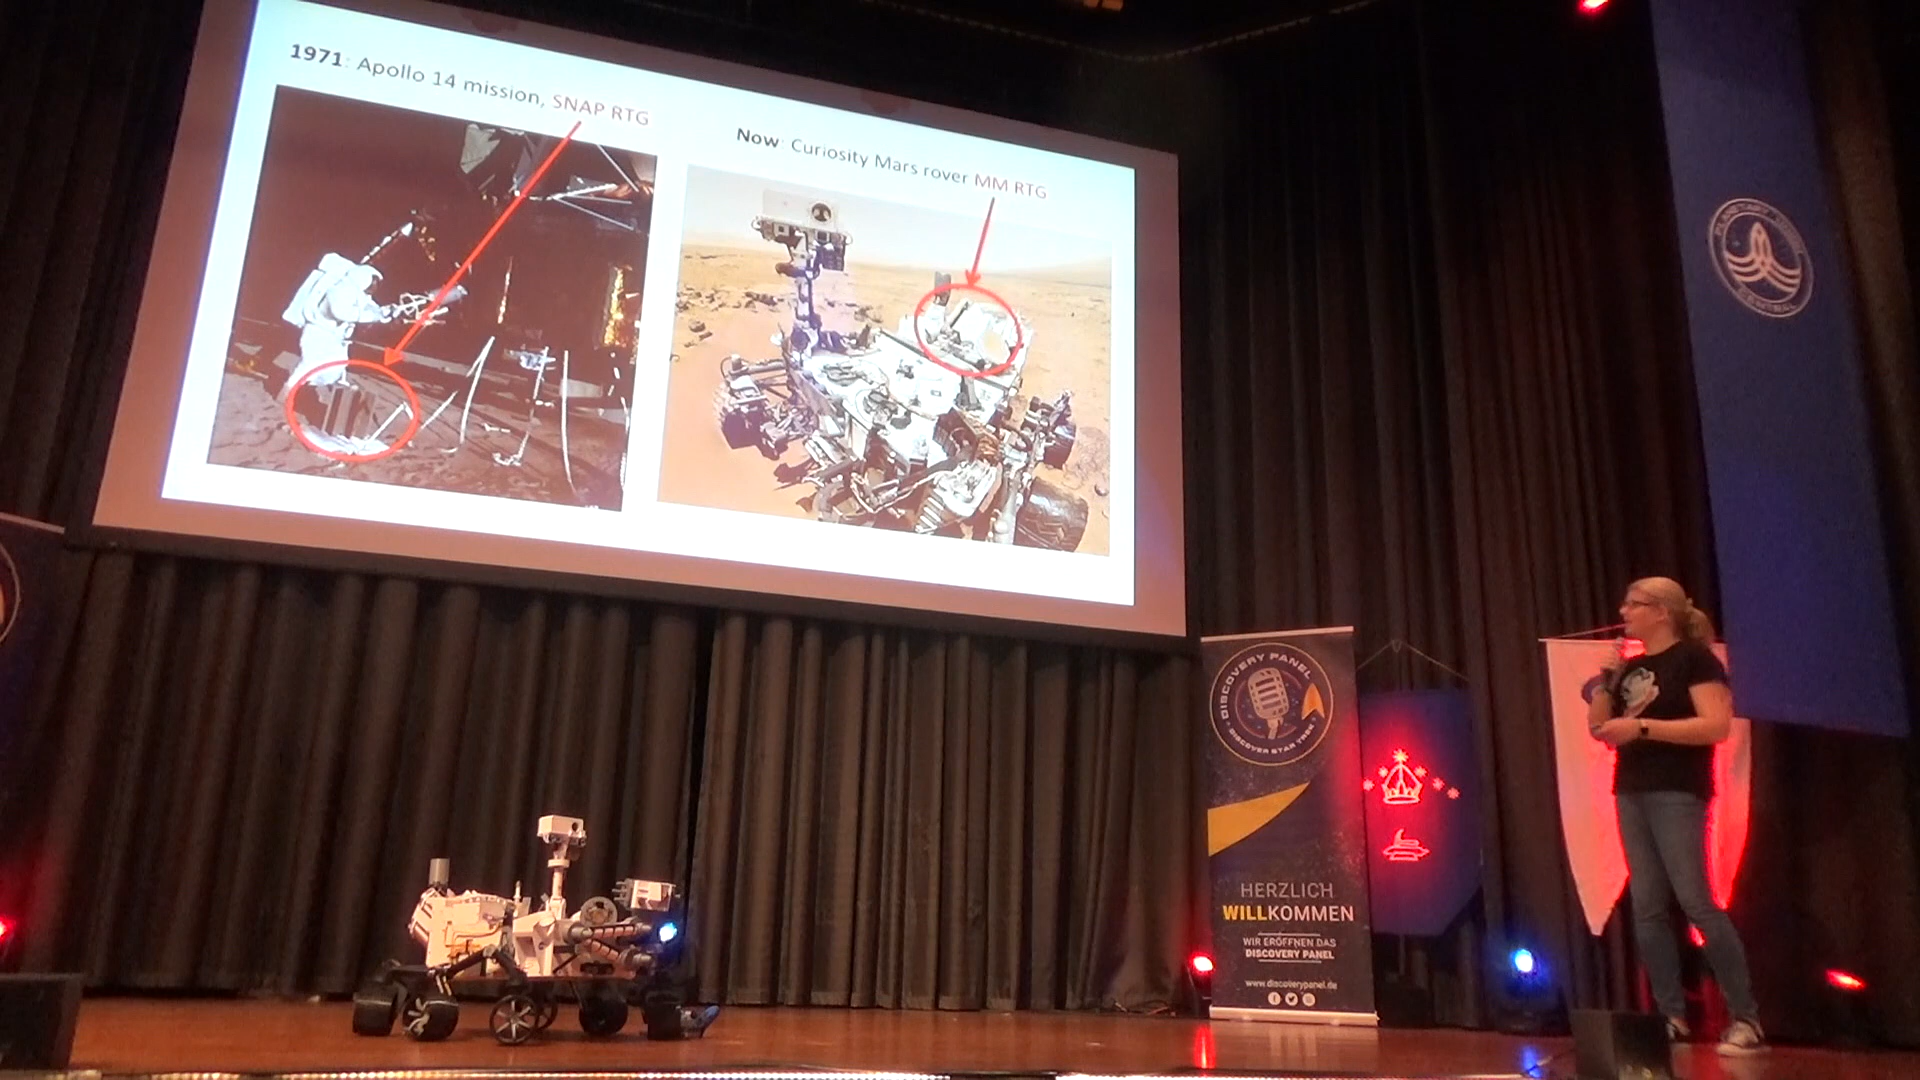 1971: Apollo 14 mission, SNAP RTG
Now: Curiosity Mars rover MM RTG
DISCOVERY PANEL
DISCOVER STAR TREK
HERZLICH
WILLKOMMEN
WIR ERÖFFNEN DAS
DISCOVERY PANEL
www.discoverypanel.de